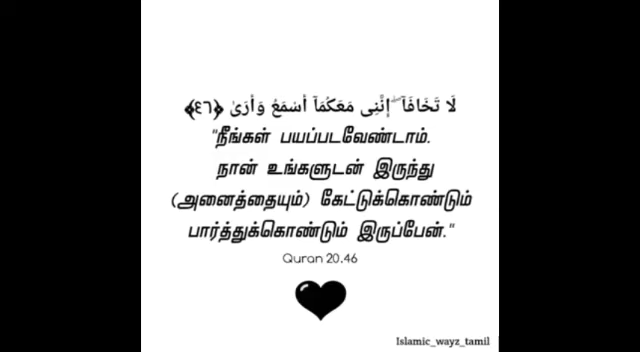 لَا تَخَافَآ ۖ إِنَّنِى مَعَكُمَآ أَسْمَعُ وَأَرَىٰ ﴿٤٦﴾
"நீங்கள் பயப்படவேண்டாம்.
நான் உங்களுடன் இருந்து
(அனைத்தையும்) கேட்டுக்கொண்டும்
பார்த்துக்கொண்டும் இருப்பேன்."
Quran 20.46
Islamic_wayz_tamil